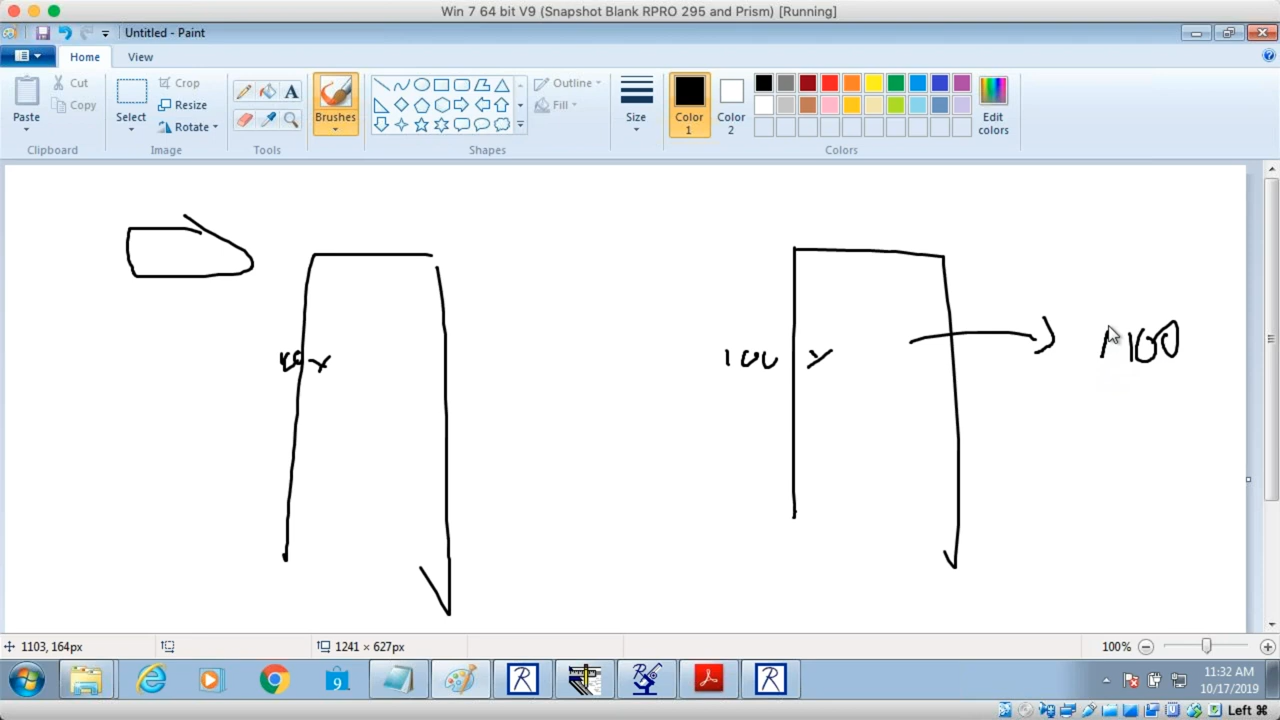 Win 7 64 bit V9 (Snapshot Blank RPRO 295 and Prism) [Running]
Untitled - Paint
Home View
Paste
Cut
Copy
Clipboard
Select
Crop
Resize
Rotate
Image
A
Tools
Brushes
Outline
Fill
Shapes
Size
Color 1
Color 2
Edit colors
Colors
100 x
100
1103, 164px
1241 × 627px
100%
9
R
R
11:32 AM
10/17/2019
Left ⌘